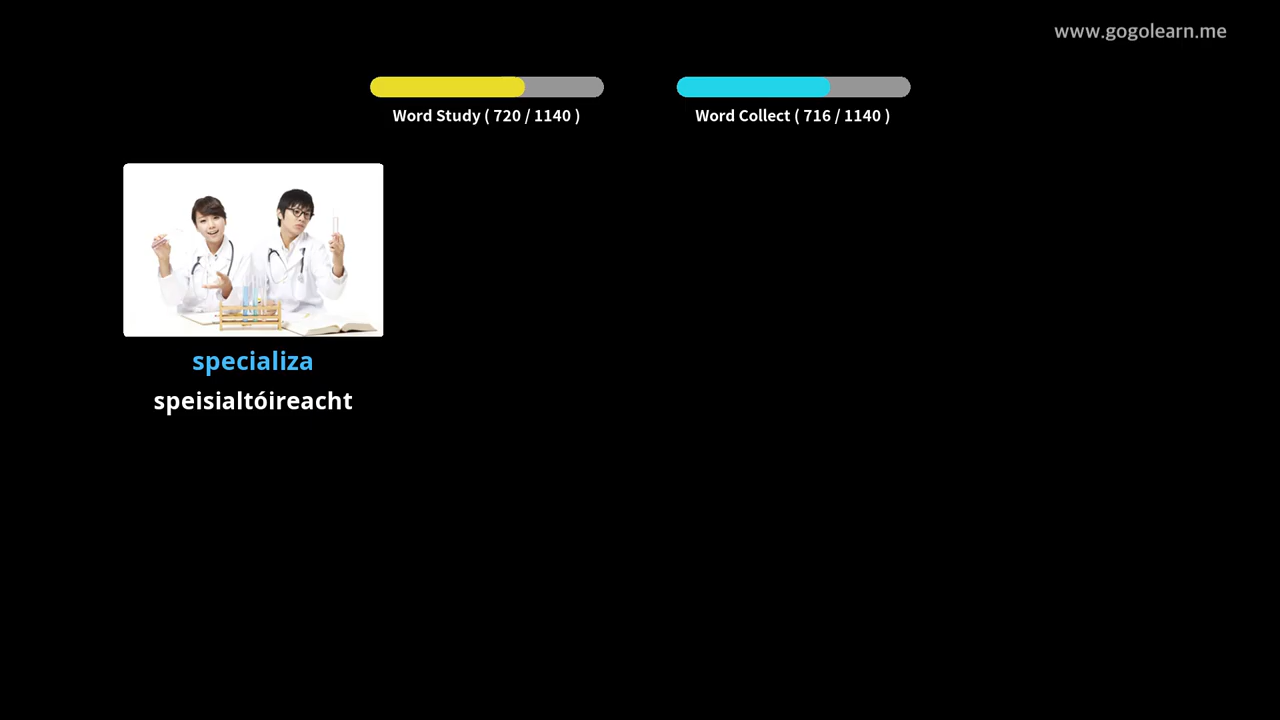 www.gogolearn.me
Word Study ( 720 / 1140 )
Word Collect ( 716 / 1140 )
specializa
speisialtóireacht